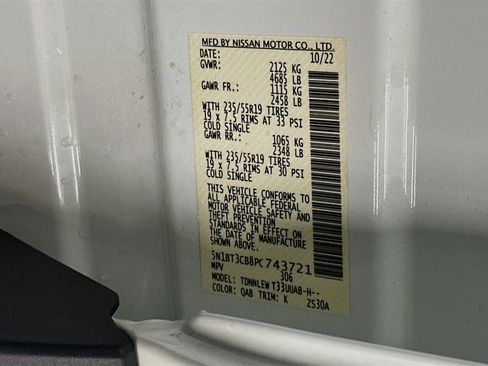 MFD BY NISSAN MOTOR CO., LTD.
DATE: 10/22
GVWR: 2125 KG
4685 LB
GAWR FR.: 1115 KG
2458 LB
WITH 235/55R19 TIRES
19 x 7.5 RIMS AT 33 PSI
COLD SINGLE
GAWR RR.: 1065 KG
2348 LB
WITH 235/55R19 TIRES
19 x 7.5 RIMS AT 30 PSI
COLD SINGLE
THIS VEHICLE CONFORMS TO
ALL APPLICABLE FEDERAL
MOTOR VEHICLE SAFETY AND
THEFT PREVENTION
STANDARDS IN EFFECT ON
THE DATE OF MANUFACTURE
SHOWN ABOVE.
5N1BT3CB8PC743721
MPV 306
MODEL: TDNNLEW T33UUAB-H--
COLOR: QAB TRIM: K ZS30A